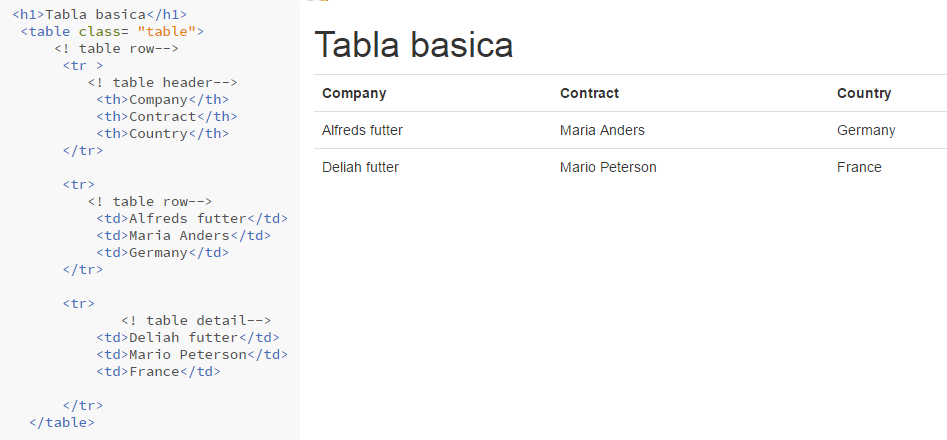 <h1>Tabla basica</h1>
<table class= "table">
<! table row-->
<tr >
<! table header-->
<th>Company</th>
<th>Contract</th>
<th>Country</th>
</tr>
<tr>
<! table row-->
<td>Alfreds futter</td>
<td>Maria Anders</td>
<td>Germany</td>
</tr>
<tr>
<! table detail-->
<td>Deliah futter</td>
<td>Mario Peterson</td>
<td>France</td>
</tr>
</table>
Tabla basica
Company Contract Country
Alfreds futter Maria Anders Germany
Deliah futter Mario Peterson France